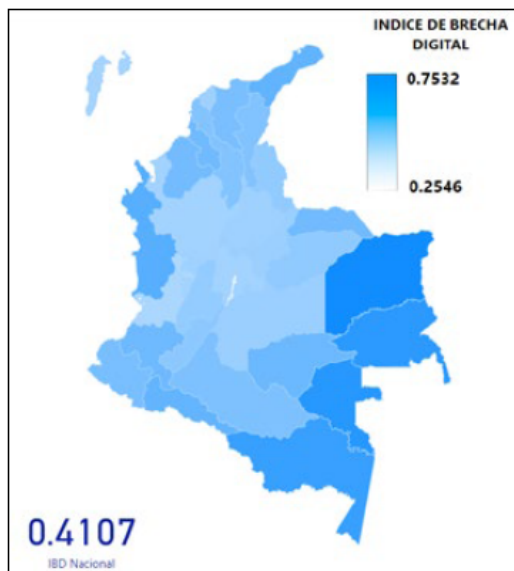 INDICE DE BRECHA
DIGITAL
0.7532
0.2546
0.4107
IBD Nacional